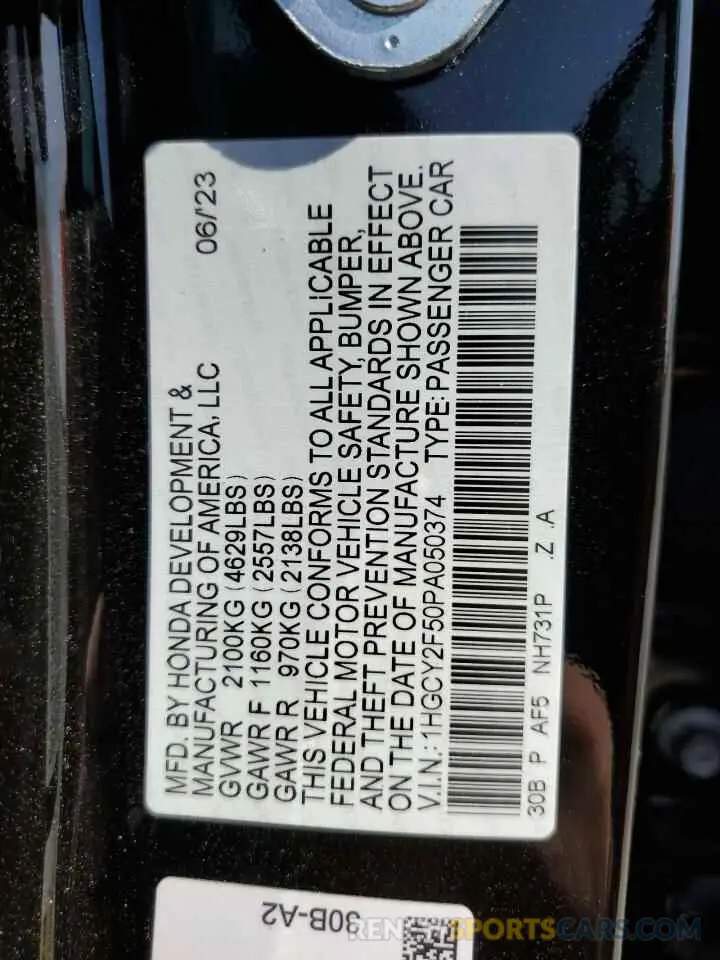 MFD. BY HONDA DEVELOPMENT &
MANUFACTURING OF AMERICA, LLC 06/'23
GVWR 2100KG (4629LBS)
GAWR F 1160KG (2557LBS)
GAWR R 970KG (2138LBS)
THIS VEHICLE CONFORMS TO ALL APPLICABLE
FEDERAL MOTOR VEHICLE SAFETY, BUMPER,
AND THEFT PREVENTION STANDARDS IN EFFECT
ON THE DATE OF MANUFACTURE SHOWN ABOVE.
V.I.N.: 1HGCY2F50PA050374 TYPE: PASSENGER CAR
30B P AF5 NH731P .Z .A
30B-A2
SPORTSCARS.COM